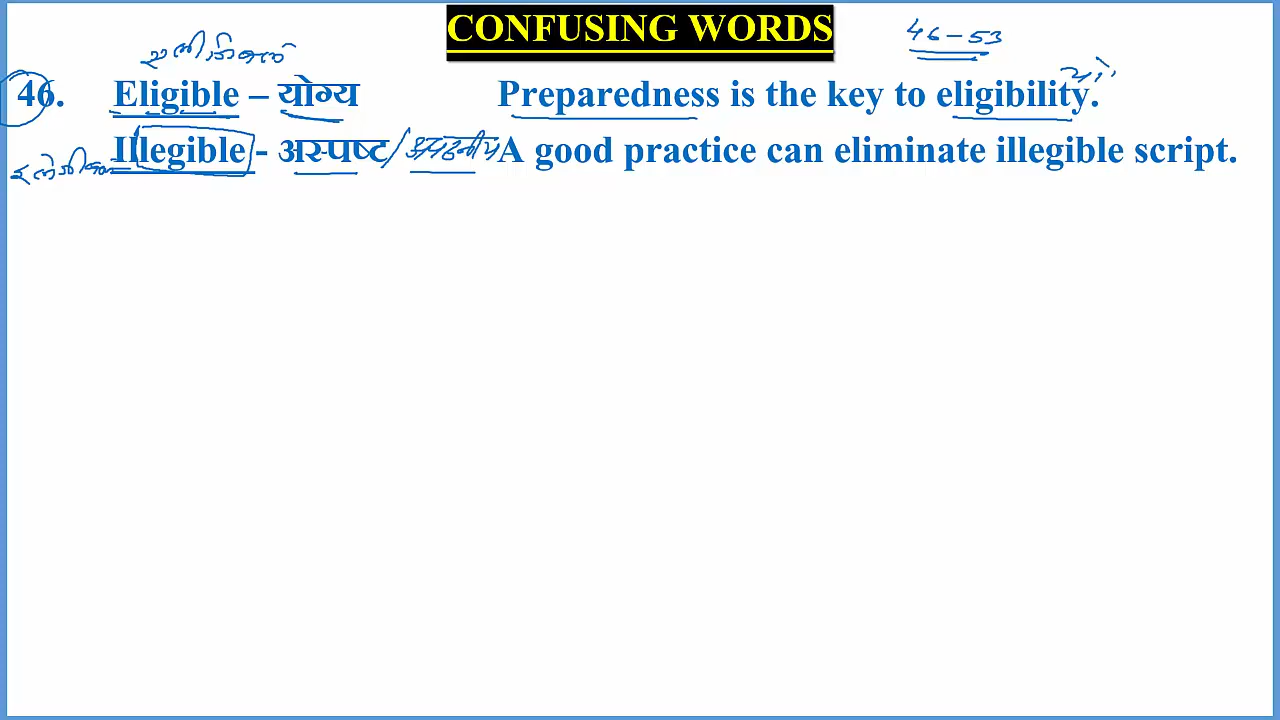 CONFUSING WORDS
46-53
46. Eligible – योग्य Preparedness is the key to eligibility.
Illegible - अस्पष्ट/अपठनीय A good practice can eliminate illegible script.